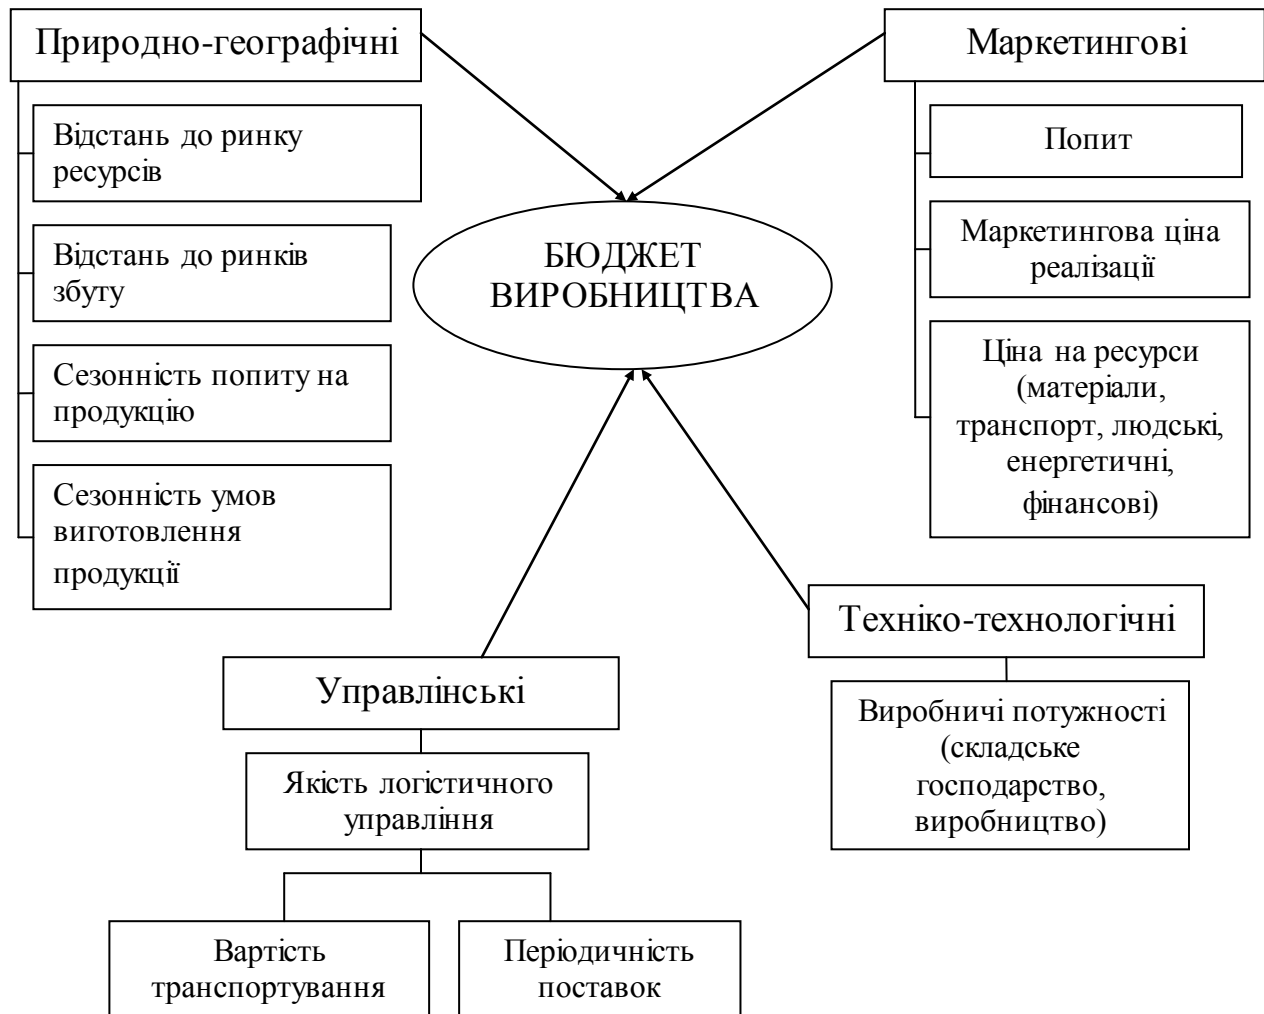 Природно-географічні
Відстань до ринку
ресурсів
Відстань до ринків
збуту
Сезонність попиту на
продукцію
Сезонність умов
виготовлення
продукції
БЮДЖЕТ
ВИРОБНИЦТВА
Маркетингові
Попит
Маркетингова ціна
реалізації
Ціна на ресурси
(матеріали,
транспорт, людські,
енергетичні,
фінансові)
Управлінські
Якість логістичного
управління
Вартість
транспортування
Періодичність
поставок
Техніко-технологічні
Виробничі потужності
(складське
господарство,
виробництво)